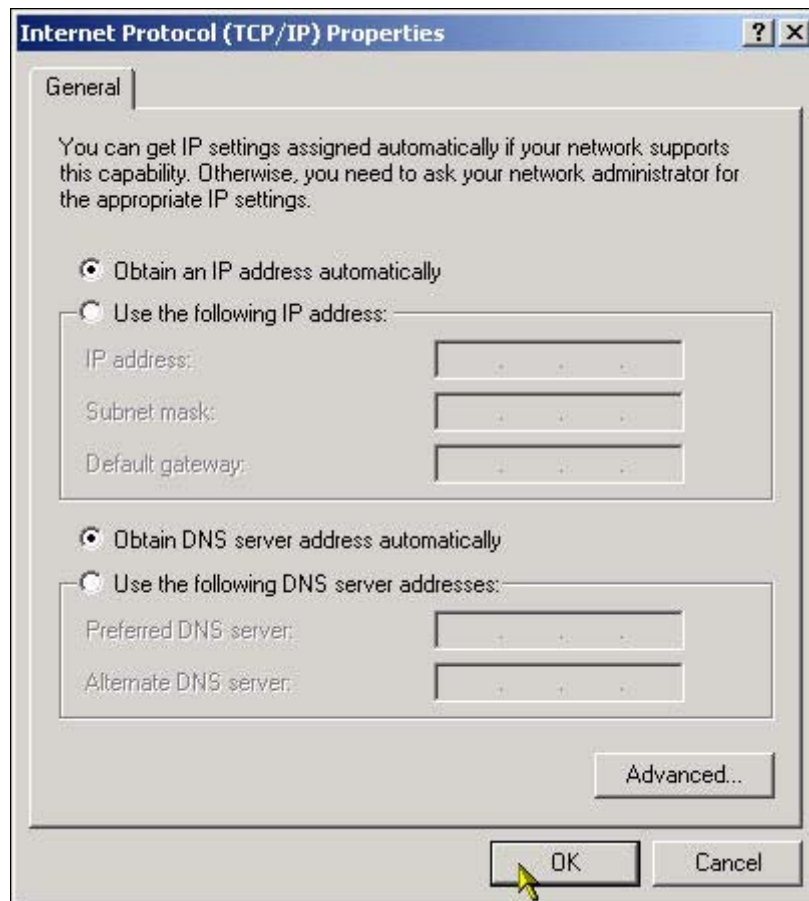 Internet Protocol (TCP/IP) Properties
General
You can get IP settings assigned automatically if your network supports
this capability. Otherwise, you need to ask your network administrator for
the appropriate IP settings.
Obtain an IP address automatically
Use the following IP address:
IP address:
Subnet mask:
Default gateway:
Obtain DNS server address automatically
Use the following DNS server addresses:
Preferred DNS server:
Alternate DNS server:
Advanced...
OK
Cancel